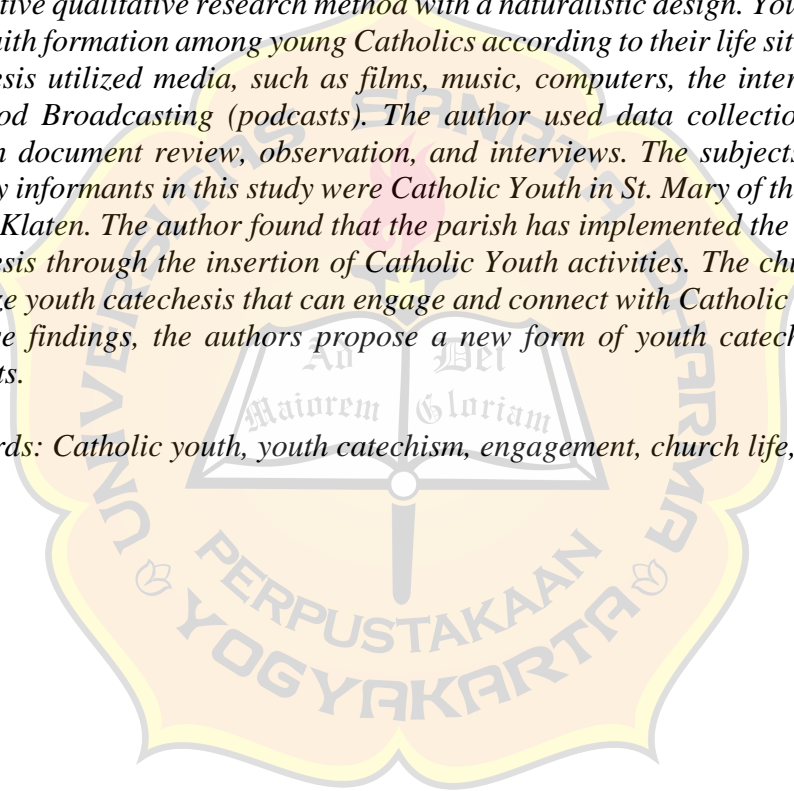 tive qualitative research method with a naturalistic design. You
aith formation among young Catholics according to their life sit
esis utilized media, such as films, music, computers, the inter
od Broadcasting (podcasts). The author used data collectio
n document review, observation, and interviews. The subjects
y informants in this study were Catholic Youth in St. Mary of th
Klaten. The author found that the parish has implemented the
esis through the insertion of Catholic Youth activities. The chu
ze youth catechesis that can engage and connect with Catholic
e findings, the authors propose a new form of youth catech
ts.
rds: Catholic youth, youth catechism, engagement, church life,
UNIVERSITAS SANATA DHARMA
Ad Dei
Maiorem Gloriam
PERPUSTAKAAN
YOGYAKARTA